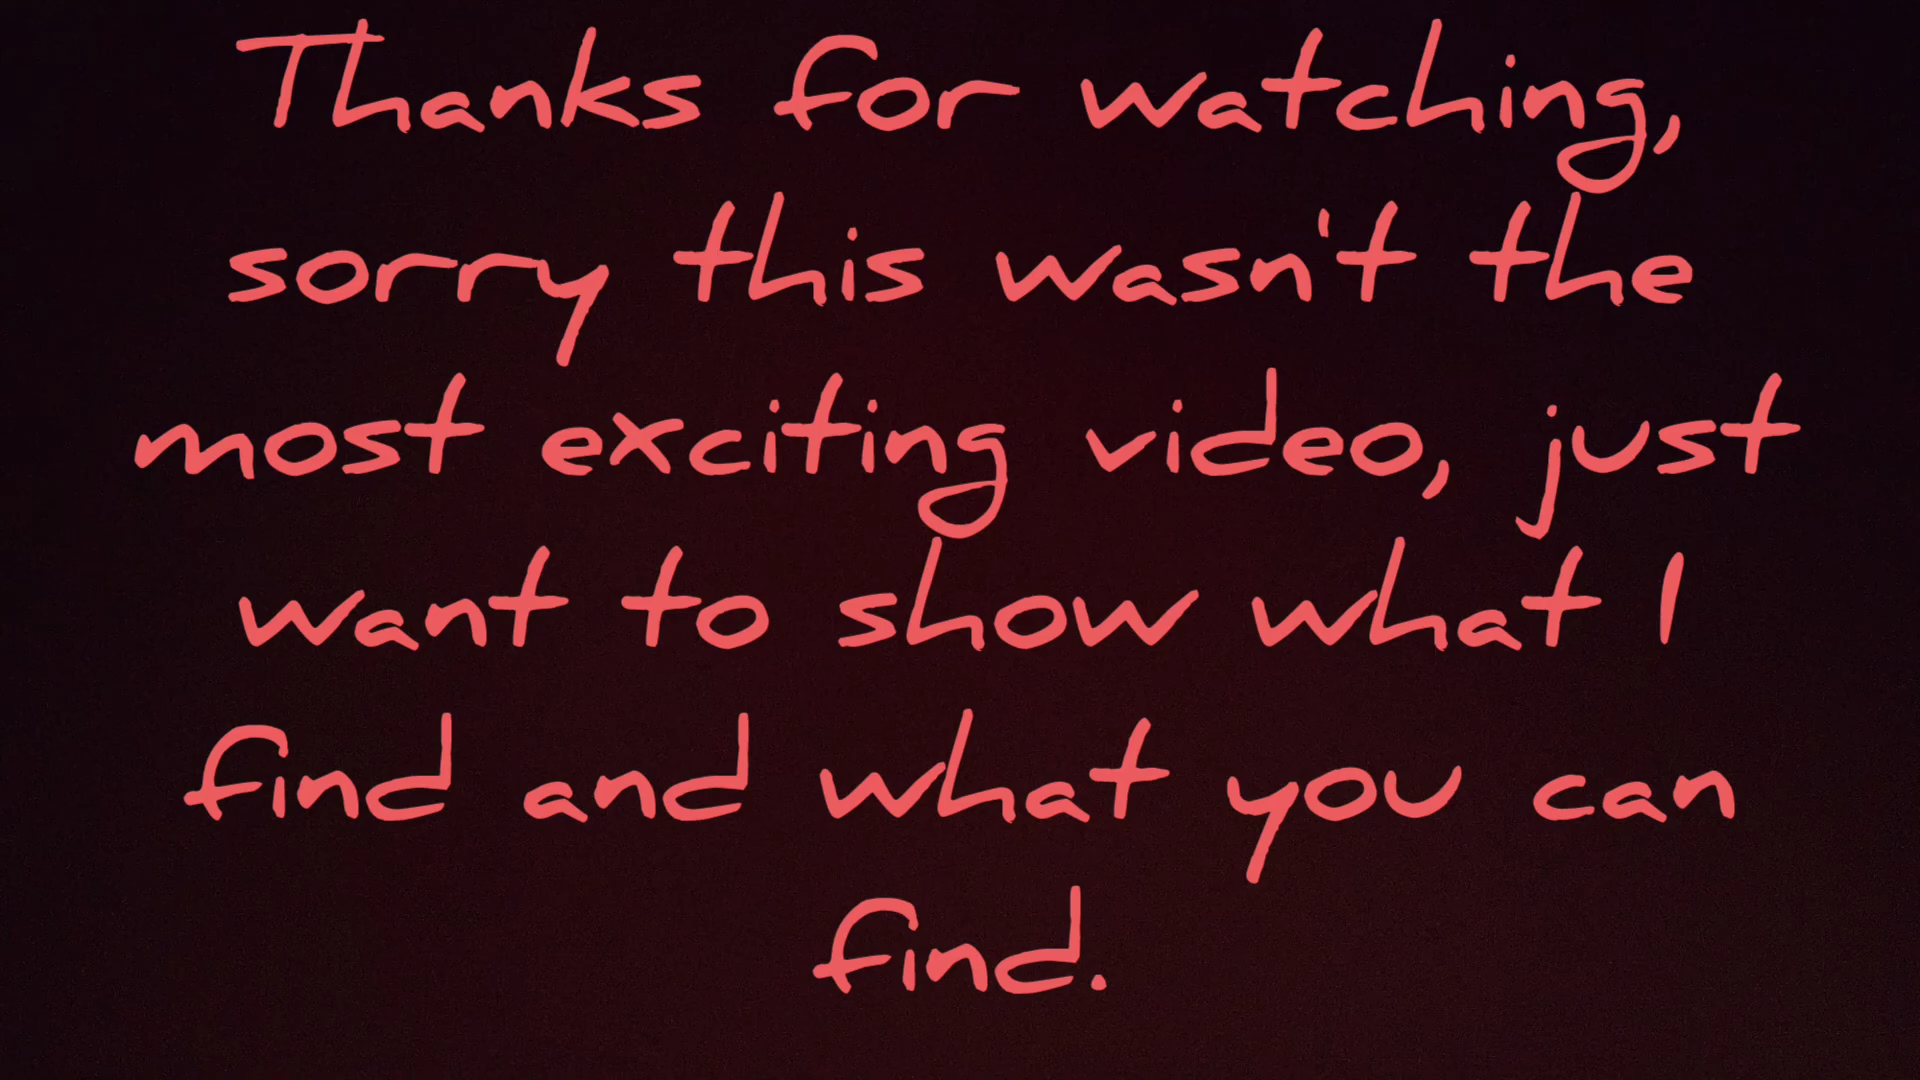 Thanks for watching,
sorry this wasn't the
most exciting video, just
want to show what I
find and what you can
find.